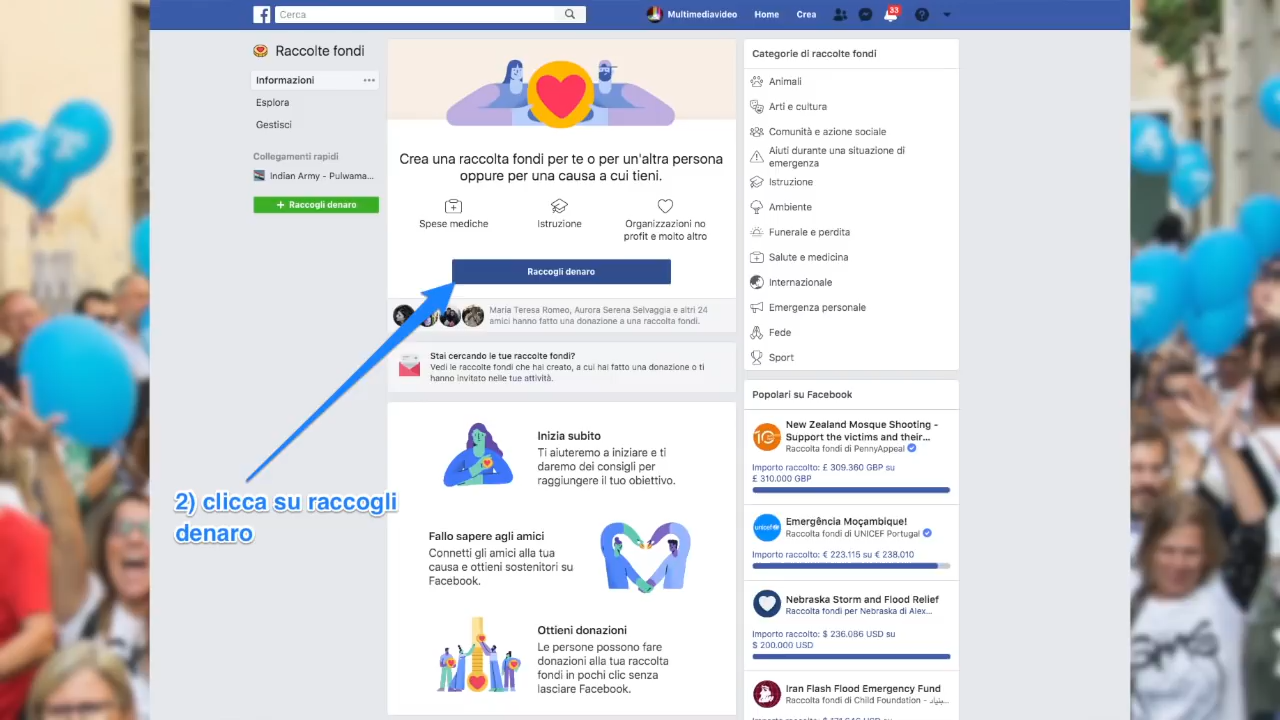 Cerca
Multimediavideo
Home
Crea
33
Raccolte fondi
Informazioni
Esplora
Gestisci
Collegamenti rapidi
Indian Army - Pulwama...
+ Raccogli denaro
Crea una raccolta fondi per te o per un'altra persona
oppure per una causa a cui tieni.
Spese mediche
Istruzione
Organizzazioni no
profit e molto altro
Raccogli denaro
Maria Teresa Romeo, Aurora Serena Selvaggia e altri 24
amici hanno fatto una donazione a una raccolta fondi.
Stai cercando le tue raccolte fondi?
Vedi le raccolte fondi che hai creato, a cui hai fatto una donazione o ti
hanno invitato nelle tue attività.
2) clicca su raccogli
denaro
Inizia subito
Ti aiuteremo a iniziare e ti
daremo dei consigli per
raggiungere il tuo obiettivo.
Fallo sapere agli amici
Connetti gli amici alla tua
causa e ottieni sostenitori su
Facebook.
Ottieni donazioni
Le persone possono fare
donazioni alla tua raccolta
fondi in pochi clic senza
lasciare Facebook.
Categorie di raccolte fondi
Animali
Arti e cultura
Comunità e azione sociale
Aiuti durante una situazione di
emergenza
Istruzione
Ambiente
Funerale e perdita
Salute e medicina
Internazionale
Emergenza personale
Fede
Sport
Popolari su Facebook
New Zealand Mosque Shooting -
Support the victims and their...
Raccolta fondi di PennyAppeal
Importo raccolto: £ 309.360 GBP su
£ 310.000 GBP
unicef
Emergência Moçambique!
Raccolta fondi di UNICEF Portugal
Importo raccolto: € 223.115 su € 238.010
Nebraska Storm and Flood Relief
Raccolta fondi per Nebraska di Alex...
Importo raccolto: $ 236.086 USD su
$ 200.000 USD
Iran Flash Flood Emergency Fund
Raccolta fondi di Child Foundation -